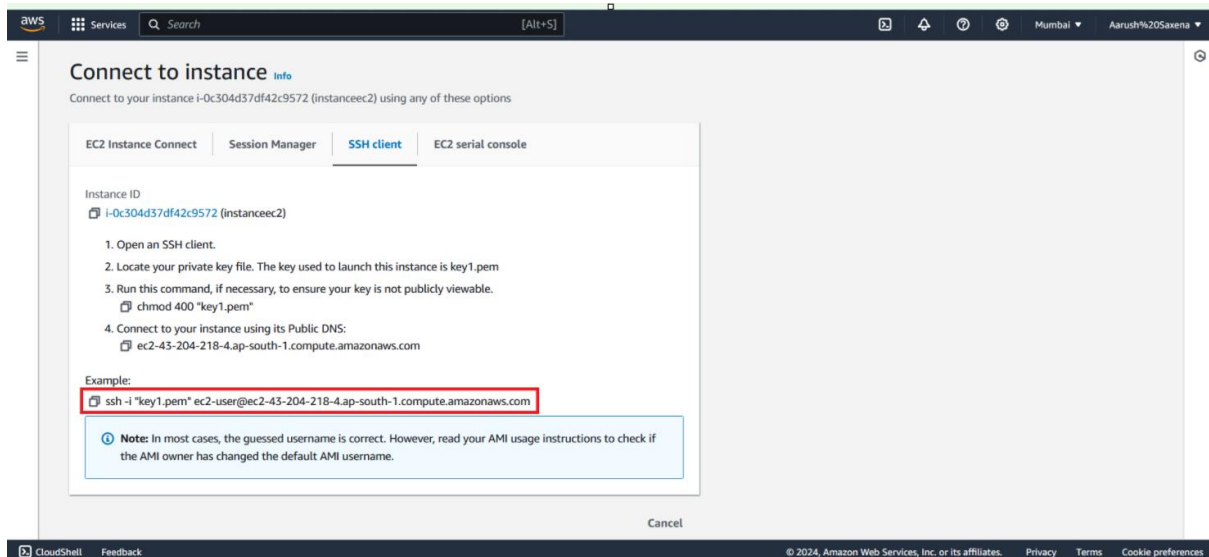 aws Services Search [Alt+S] Mumbai Aarush%20Saxena
Connect to instance Info
Connect to your instance i-0c304d37df42c9572 (instanceec2) using any of these options
EC2 Instance Connect Session Manager SSH client EC2 serial console
Instance ID
i-0c304d37df42c9572 (instanceec2)
1. Open an SSH client.
2. Locate your private key file. The key used to launch this instance is key1.pem
3. Run this command, if necessary, to ensure your key is not publicly viewable.
chmod 400 "key1.pem"
4. Connect to your instance using its Public DNS:
ec2-43-204-218-4.ap-south-1.compute.amazonaws.com
Example:
ssh -i "key1.pem" ec2-user@ec2-43-204-218-4.ap-south-1.compute.amazonaws.com
Note: In most cases, the guessed username is correct. However, read your AMI usage instructions to check if
the AMI owner has changed the default AMI username.
Cancel
CloudShell Feedback © 2024, Amazon Web Services, Inc. or its affiliates. Privacy Terms Cookie preferences